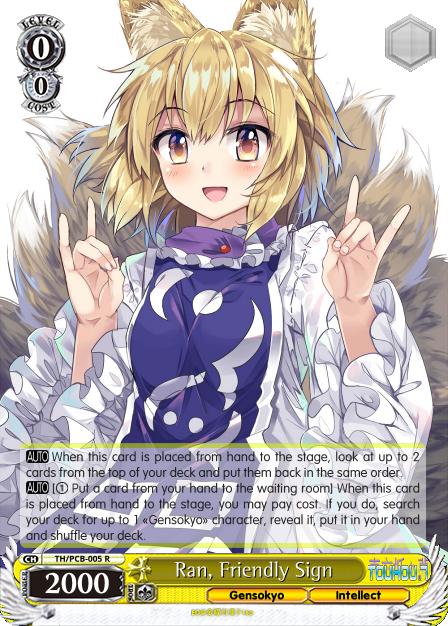 LEVEL
0
0
COST
AUTO When this card is placed from hand to the stage, look at up to 2
cards from the top of your deck and put them back in the same order.
AUTO [① Put a card from your hand to the waiting room] When this card
is placed from hand to the stage, you may pay cost. If you do, search
your deck for up to 1 «Gensokyo» character, reveal it, put it in your hand
and shuffle your deck.
CH TH/PCB-005 R
POWER 2000 SOUL
Ran, Friendly Sign
TOUHOU
Gensokyo Intellect